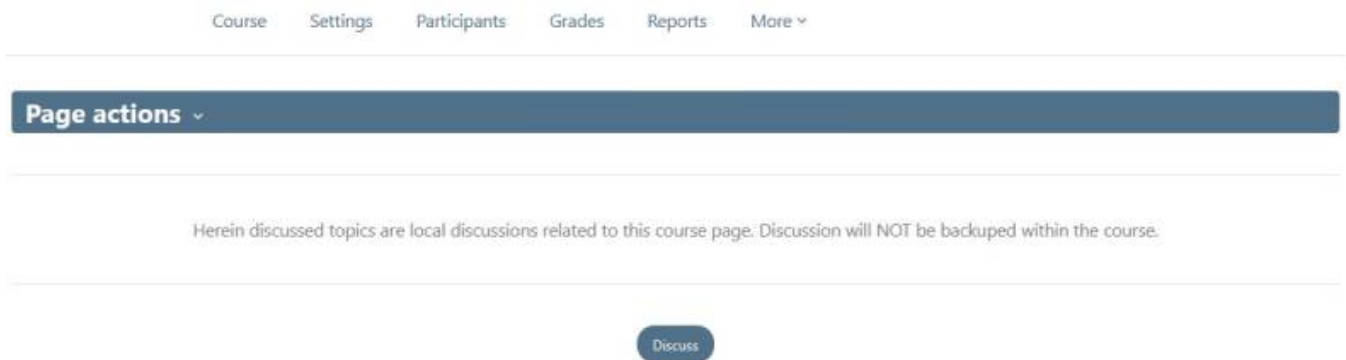 Course Settings Participants Grades Reports More
Page actions
Herein discussed topics are local discussions related to this course page. Discussion will NOT be backuped within the course.
Discuss